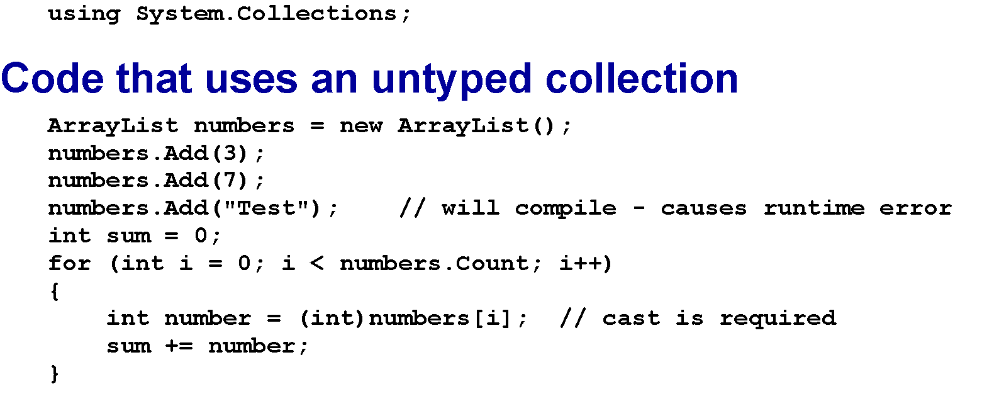 using System.Collections;
Code that uses an untyped collection
ArrayList numbers = new ArrayList();
numbers.Add(3);
numbers.Add(7);
numbers.Add("Test");    // will compile - causes runtime error
int sum = 0;
for (int i = 0; i < numbers.Count; i++)
{
    int number = (int)numbers[i];  // cast is required
    sum += number;
}